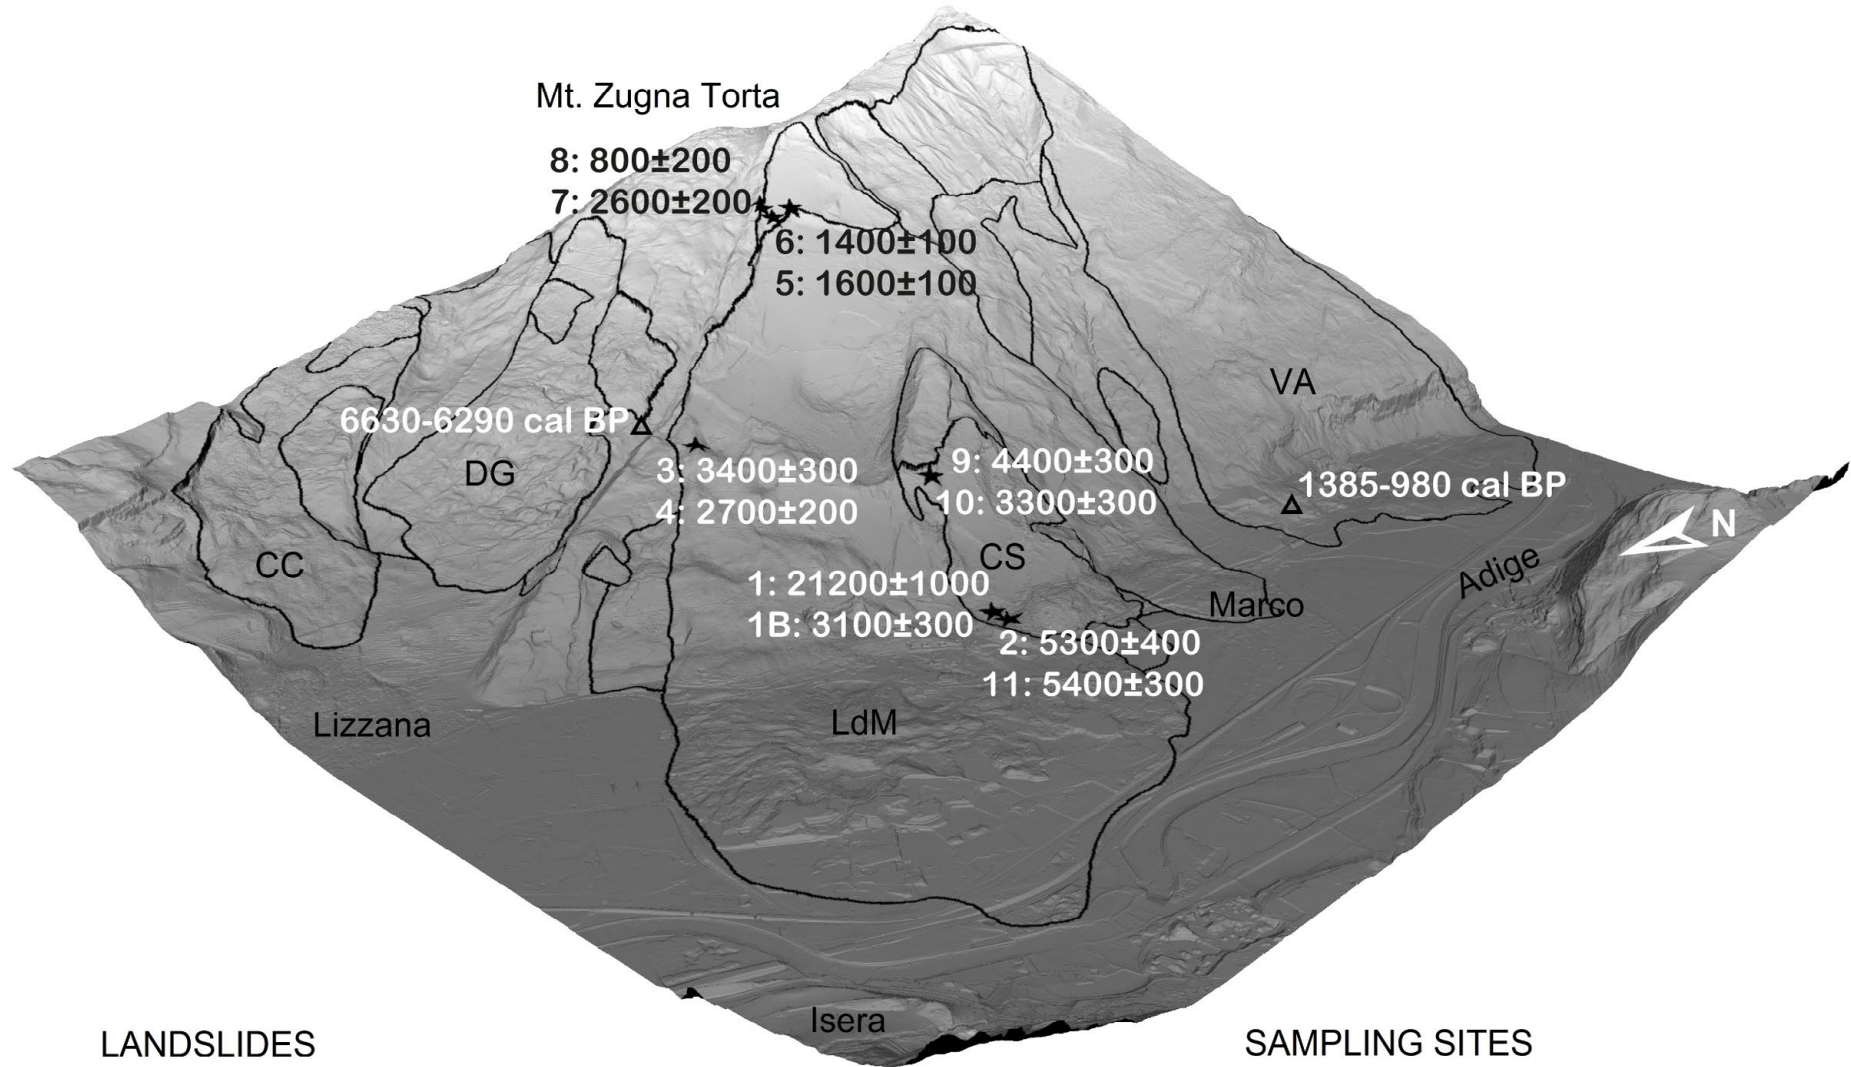 Mt. Zugna Torta
8: 800±200
7: 2600±200
6: 1400±100
5: 1600±100
VA
6630-6290 cal BP
DG
3: 3400±300
4: 2700±200
9: 4400±300
10: 3300±300
1385-980 cal BP
N
CC
CS
Adige
1: 21200±1000
1B: 3100±300
Marco
2: 5300±400
11: 5400±300
Lizzana
LdM
Isera
LANDSLIDES
SAMPLING SITES